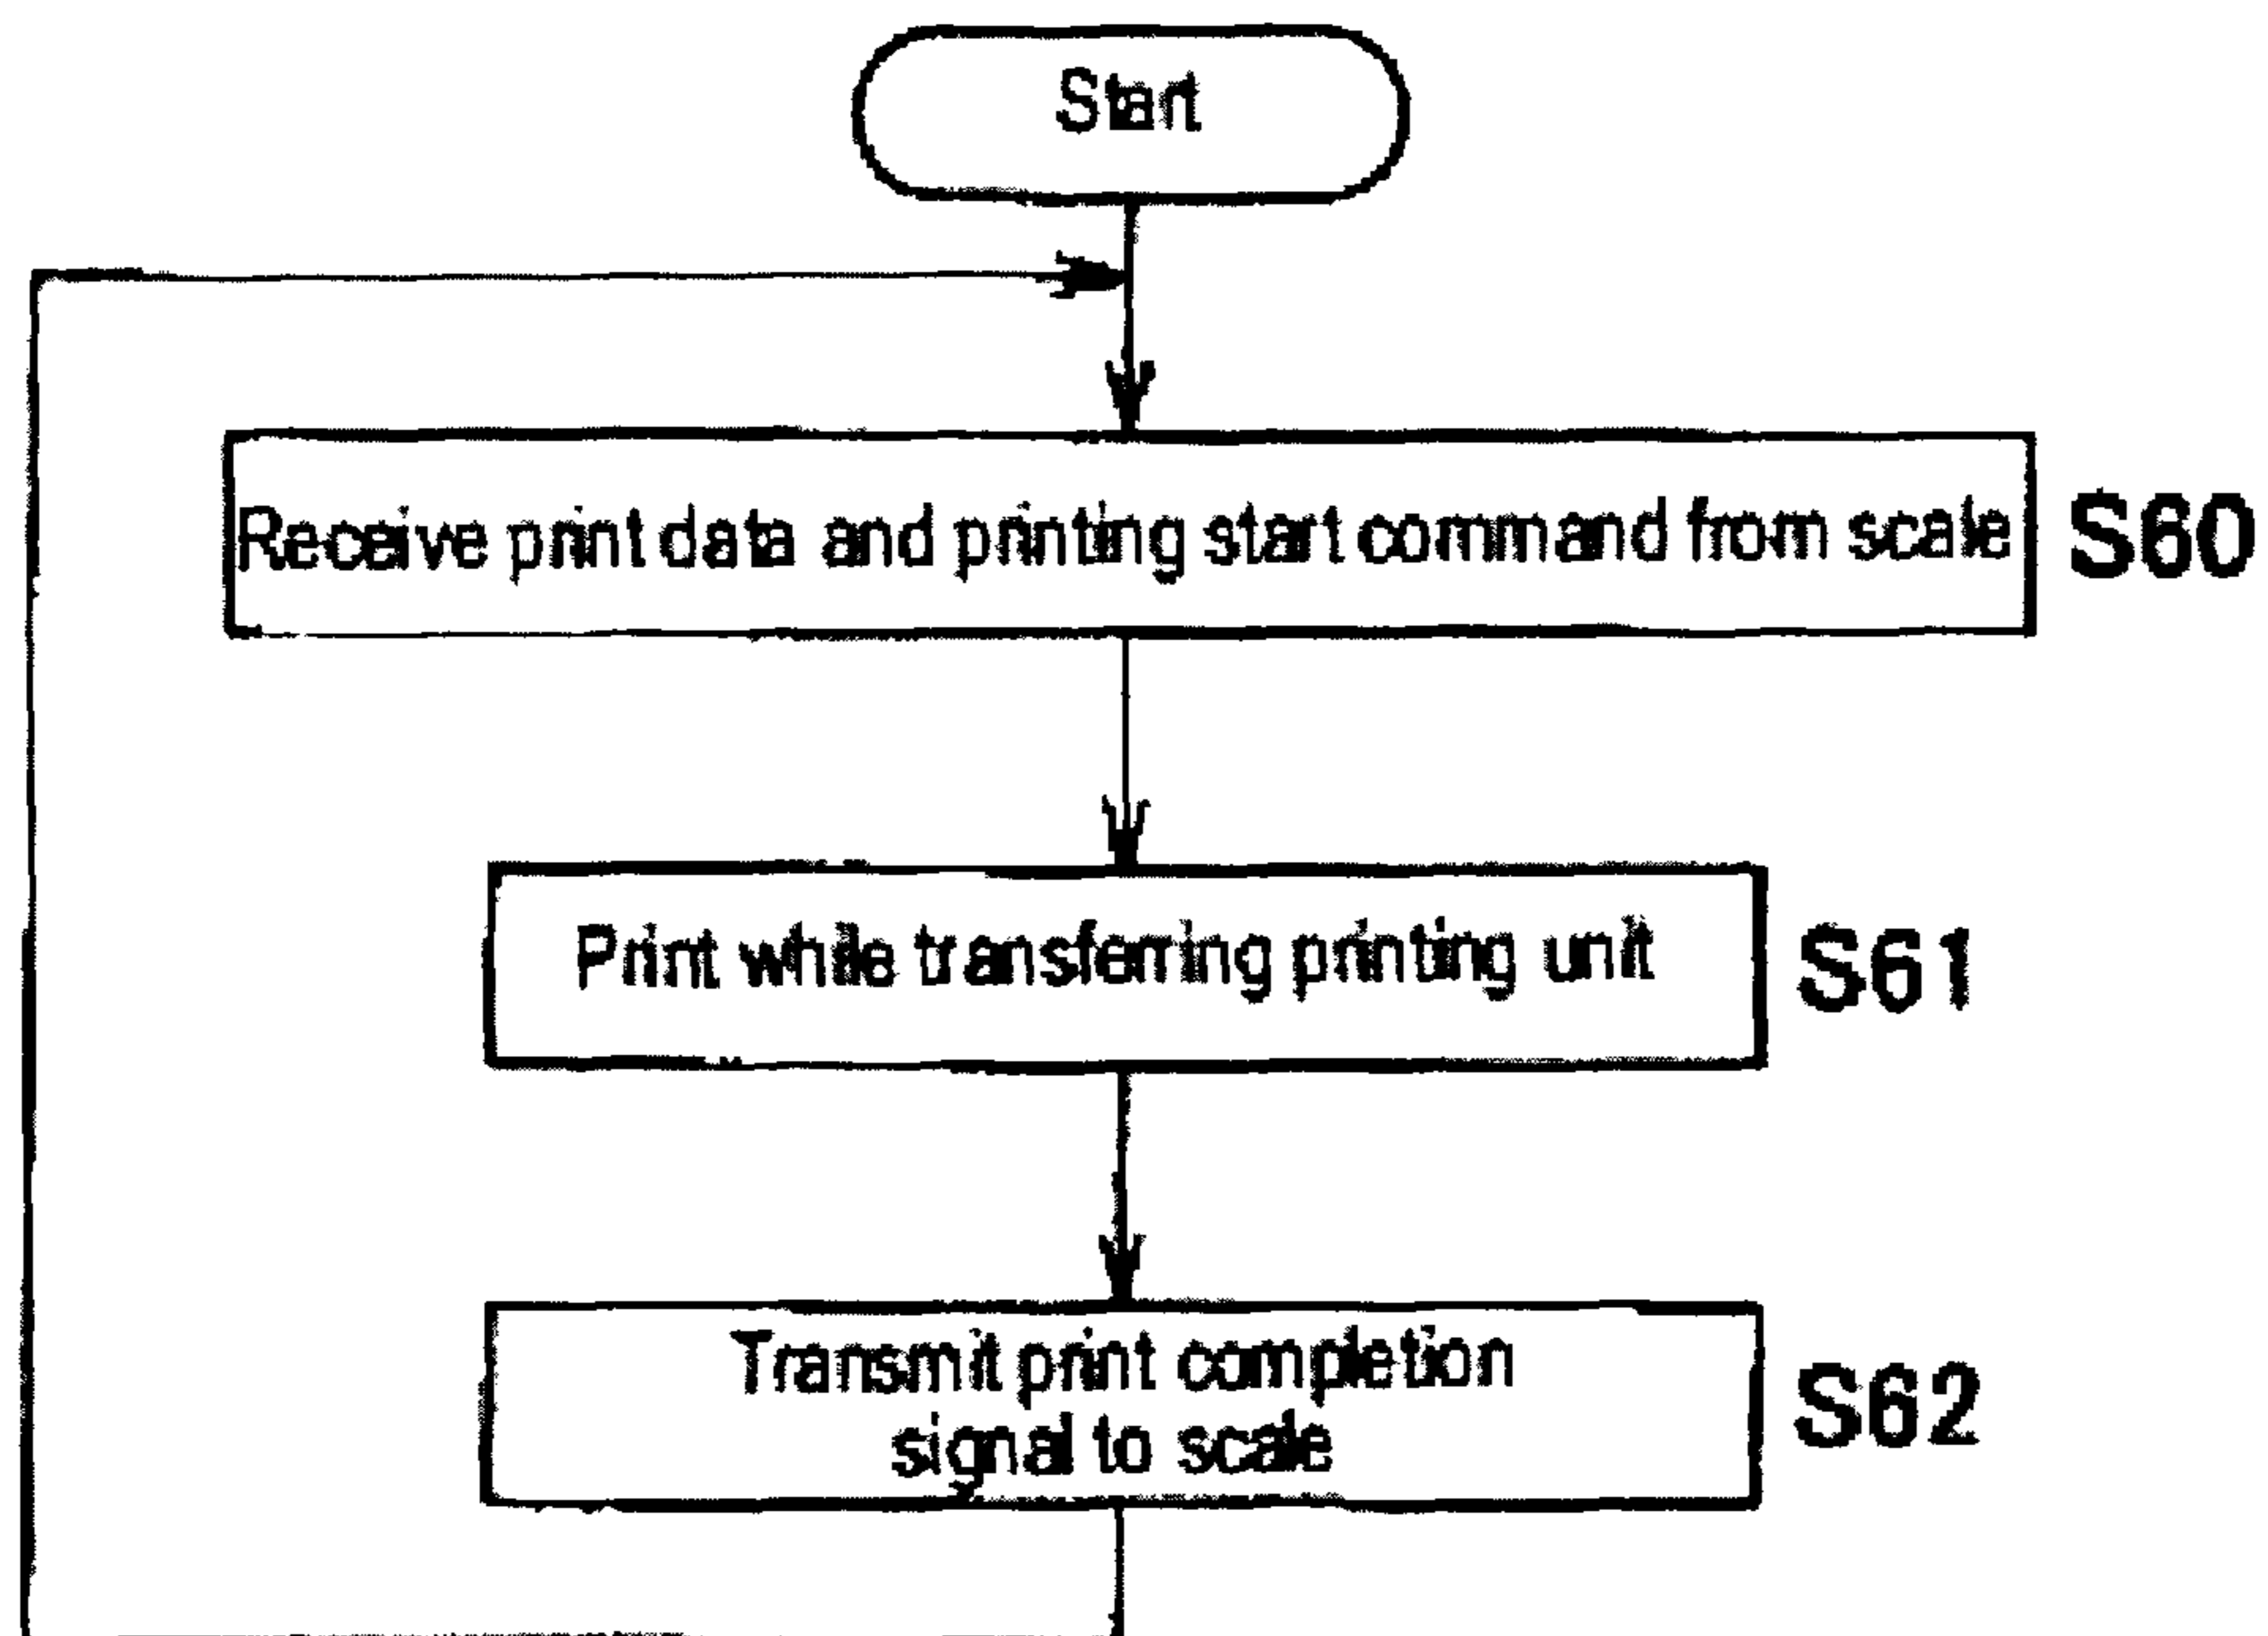 Start
Receive print data and printing start command from scale
S60
Print while transferring printing unit
S61
Transmit print completion
signal to scale
S62